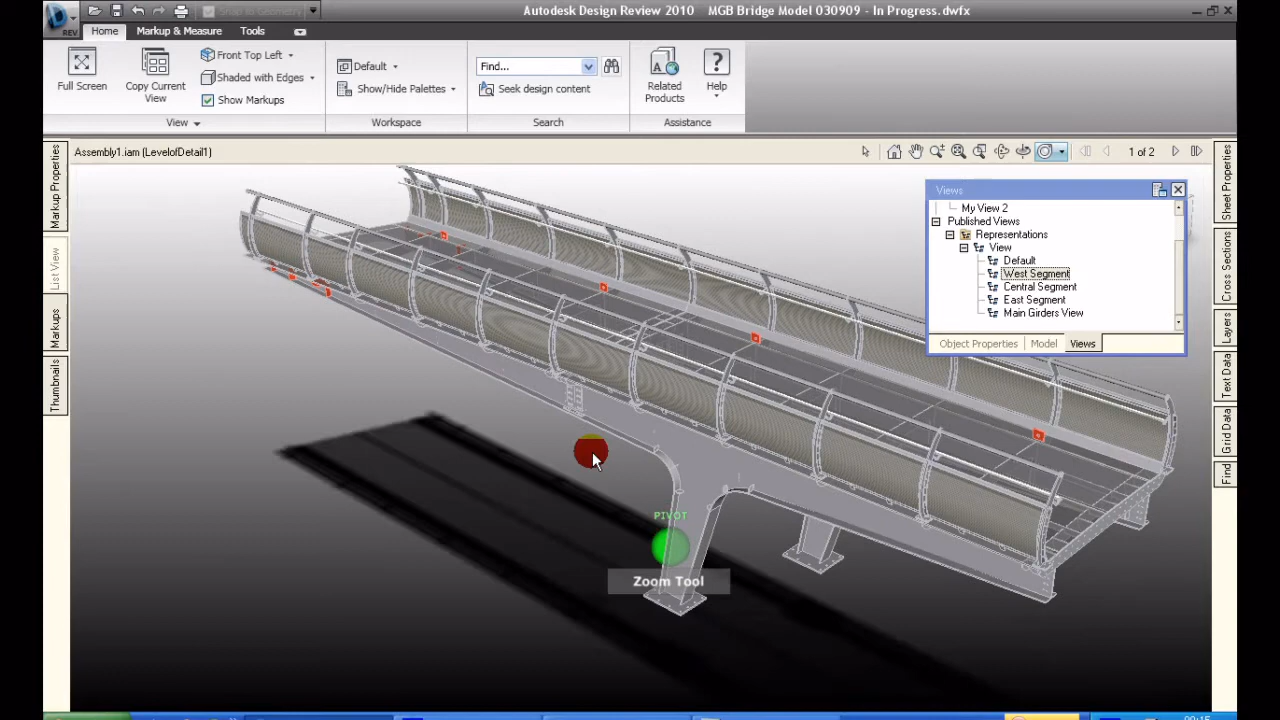 Autodesk Design Review 2010 MGB Bridge Model 030909 - In Progress.dwfx
REV
Home Markup & Measure Tools
Full Screen
Copy Current View
Front Top Left
Shaded with Edges
Show Markups
View
Default
Show/Hide Palettes
Workspace
Find...
Seek design content
Search
Related Products
Help
Assistance
Assembly1.iam (LevelofDetail1)
1 of 2
Markup Properties
List View
Markups
Thumbnails
Views
My View 2
Published Views
Representations
View
Default
West Segment
Central Segment
East Segment
Main Girders View
Object Properties Model Views
Sheet Properties
Cross Sections
Layers
Text Data
Grid Data
Find
PIVOT
Zoom Tool